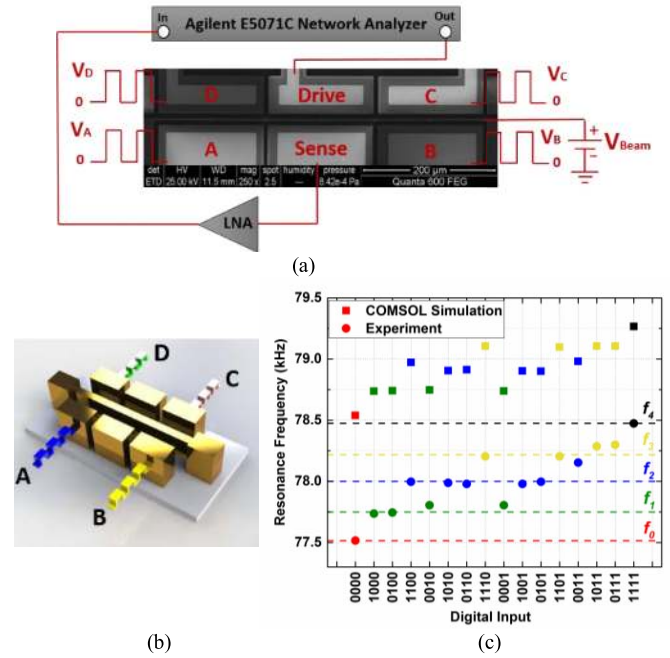 In
Agilent E5071C Network Analyzer
Out
VD
0
D
Drive
C
VC
0
VA
0
A
Sense
B
VB
0
VBeam
+
−
det HV WD mag spot humidity pressure 200 μm
ETD 25.00 kV 11.5 mm 250 x 2.5 --- 8.42e-4 Pa Quanta 600 FEG
LNA
(a)
D
C
A
B
(b)
79.5
79.0
78.5
78.0
77.5
Resonance Frequency (kHz)
COMSOL Simulation
Experiment
f4
f3
f2
f1
f0
0000
1000
0100
1100
0010
1010
0110
1110
0001
1001
0101
1101
0011
1011
0111
1111
Digital Input
(c)